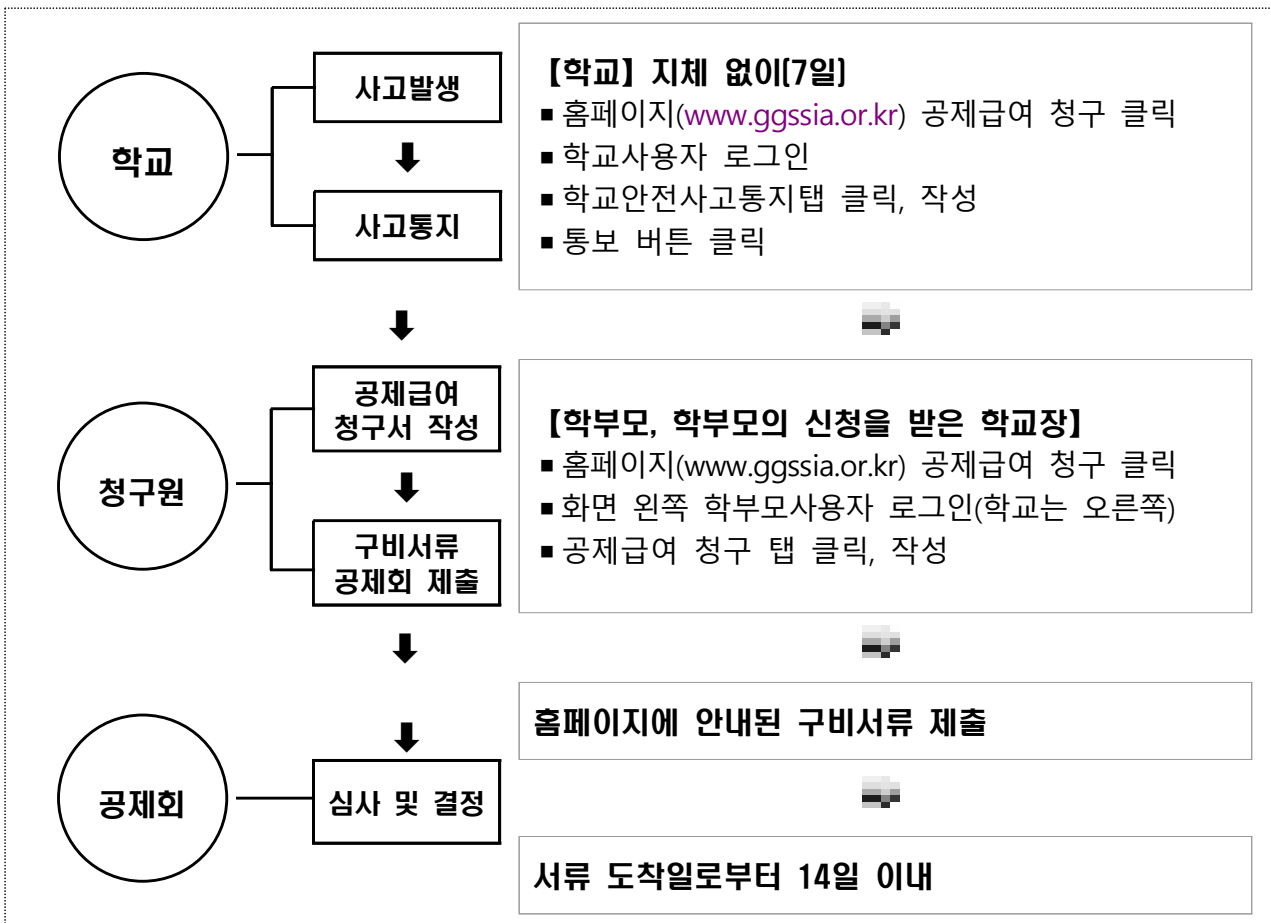 학교
사고발생
사고통지
【학교】 지체 없이(7일)
▪홈페이지(www.ggssia.or.kr) 공제급여 청구 클릭
▪학교사용자 로그인
▪학교안전사고통지탭 클릭, 작성
▪통보 버튼 클릭
청구원
공제급여
청구서 작성
구비서류
공제회 제출
【학부모, 학부모의 신청을 받은 학교장】
▪홈페이지(www.ggssia.or.kr) 공제급여 청구 클릭
▪화면 왼쪽 학부모사용자 로그인(학교는 오른쪽)
▪공제급여 청구 탭 클릭, 작성
홈페이지에 안내된 구비서류 제출
공제회
심사 및 결정
서류 도착일로부터 14일 이내